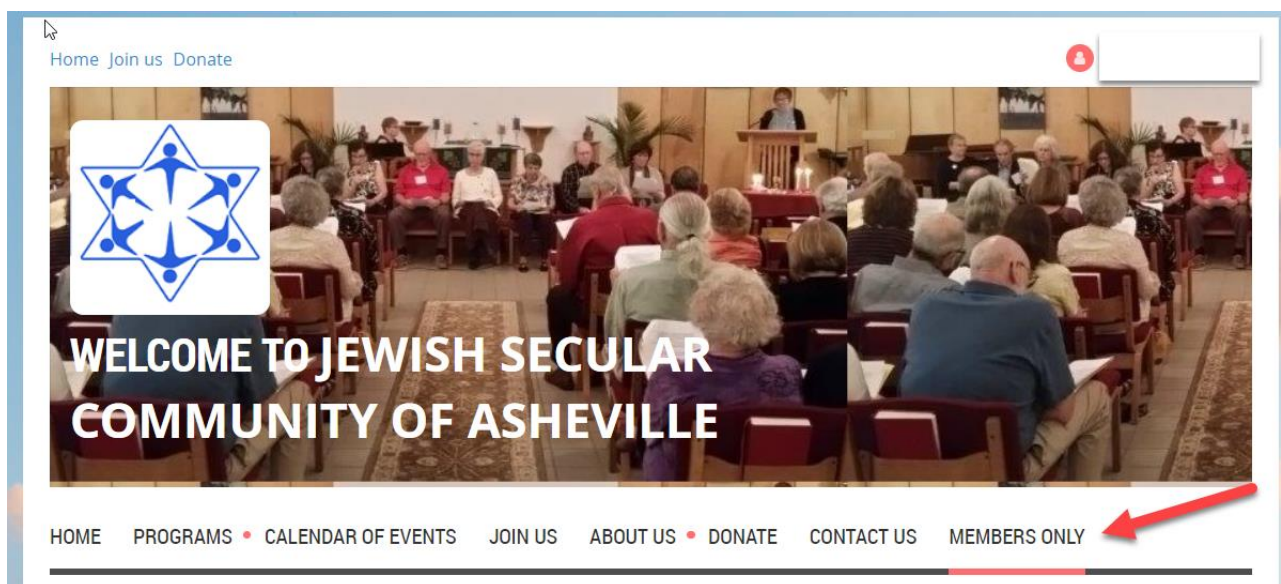 Home Join us Donate
WELCOME TO JEWISH SECULAR
COMMUNITY OF ASHEVILLE
HOME PROGRAMS • CALENDAR OF EVENTS JOIN US ABOUT US • DONATE CONTACT US MEMBERS ONLY